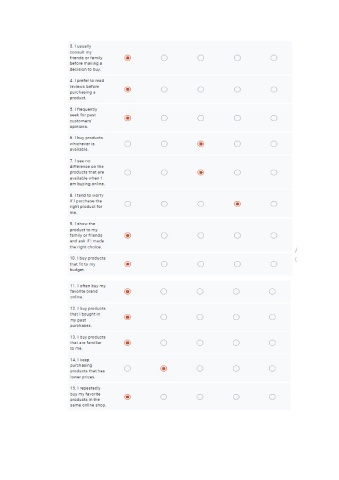 3. I usually
consult my
friends or family
before making a
decision to buy.
4. I prefer to read
reviews before
purchasing a
product.
5. I frequently
seek for past
customers'
opinions.
6. I buy products
whichever is
available.
7. I see no
difference on the
products that are
available when I
am buying online.
8. I tend to worry
if I purchase the
right product for
me.
9. I show the
product to my
family or friends
and ask if I made
the right choice.
10. I buy products
that fit to my
budget.
11. I often buy my
favorite brand
online.
12. I buy products
that I bought in
my past
purchases.
13. I buy products
that are familiar
to me.
14. I keep
purchasing
products that has
lower prices.
15. I repeatedly
buy my favorite
products in the
same online shop.